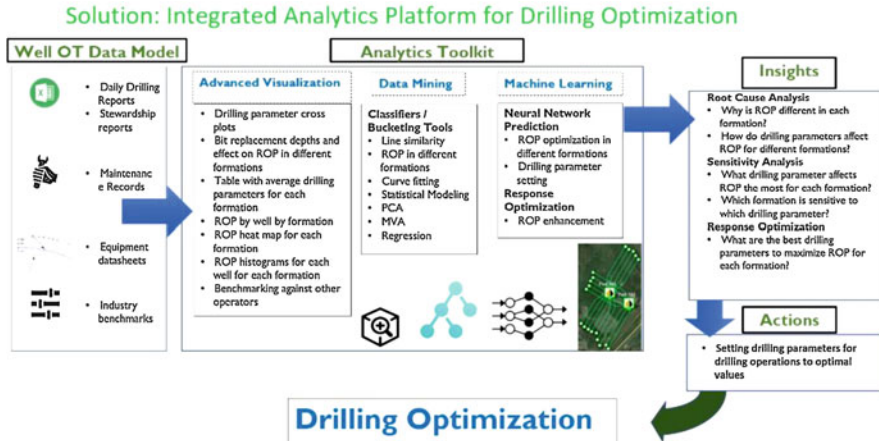 Solution: Integrated Analytics Platform for Drilling Optimization
Well OT Data Model
• Daily Drilling
Reports
• Stewardship
reports
• Maintenanc
e Records
• Equipment
datasheets
• Industry
benchmarks
Analytics Toolkit
Advanced Visualization
• Drilling parameter cross
plots
• Bit replacement depths and
effect on ROP in different
formations
• Table with average drilling
parameters for each
formation
• ROP by well by formation
• ROP heat map for each
formation
• ROP histograms for each
well for each formation
• Benchmarking against other
operators
Data Mining
Classifiers /
Bucketing Tools
• Line similarity
• ROP in different
formations
• Curve fitting
• Statistical Modeling
• PCA
• MVA
• Regression
Machine Learning
Neural Network
Prediction
• ROP optimization in
different formations
• Drilling parameter
setting
Response
Optimization
• ROP enhancement
Insights
Root Cause Analysis
• Why is ROP different in each
formation?
• How do drilling parameters affect
ROP for different formations?
Sensitivity Analysis
• What drilling parameter affects
ROP the most for each formation?
• Which formation is sensitive to
which drilling parameter?
Response Optimization
• What are the best drilling
parameters to maximize ROP for
each formation?
Actions
• Setting drilling parameters for
drilling operations to optimal
values
Drilling Optimization